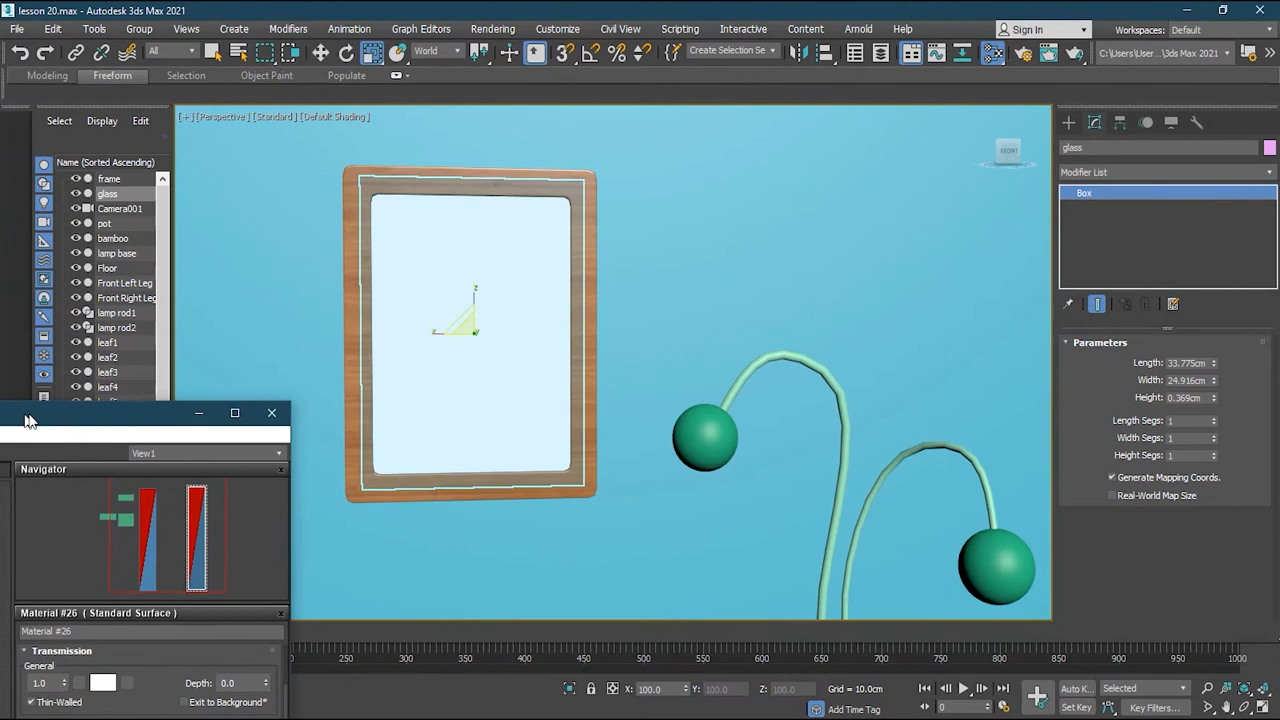 lesson 20.max - Autodesk 3ds Max 2021
File Edit Tools Group Views Create Modifiers Animation Graph Editors Rendering Customize Civil View Scripting Interactive Content Arnold Help Sign In Workspaces: Default
All World Create Selection Se C:\Users\User ...\3ds Max 2021
Modeling Freeform Selection Object Paint Populate
Select Display Edit
[+] [Perspective] [Standard] [Default Shading]
FRONT
Name (Sorted Ascending)
frame
glass
Camera001
pot
bamboo
lamp base
Floor
Front Left Leg
Front Right Leg
lamp rod1
lamp rod2
leaf1
leaf2
leaf3
leaf4
z
glass
Modifier List
Box
Parameters
Length: 33.775cm
Width: 24.916cm
Height: 0.369cm
Length Segs: 1
Width Segs: 1
Height Segs: 1
Generate Mapping Coords.
Real-World Map Size
View1
Navigator
Material #26 ( Standard Surface )
Material #26
Transmission
General
1.0 Depth: 0.0
Thin-Walled Exit to Background*
250 300 350 400 450 500 550 600 650 700 750 800 850 900 950 1000
X: 100.0 Y: 100.0 Z: 100.0 Grid = 10.0cm
Add Time Tag
Auto K... Selected
0 Set Key Key Filters...